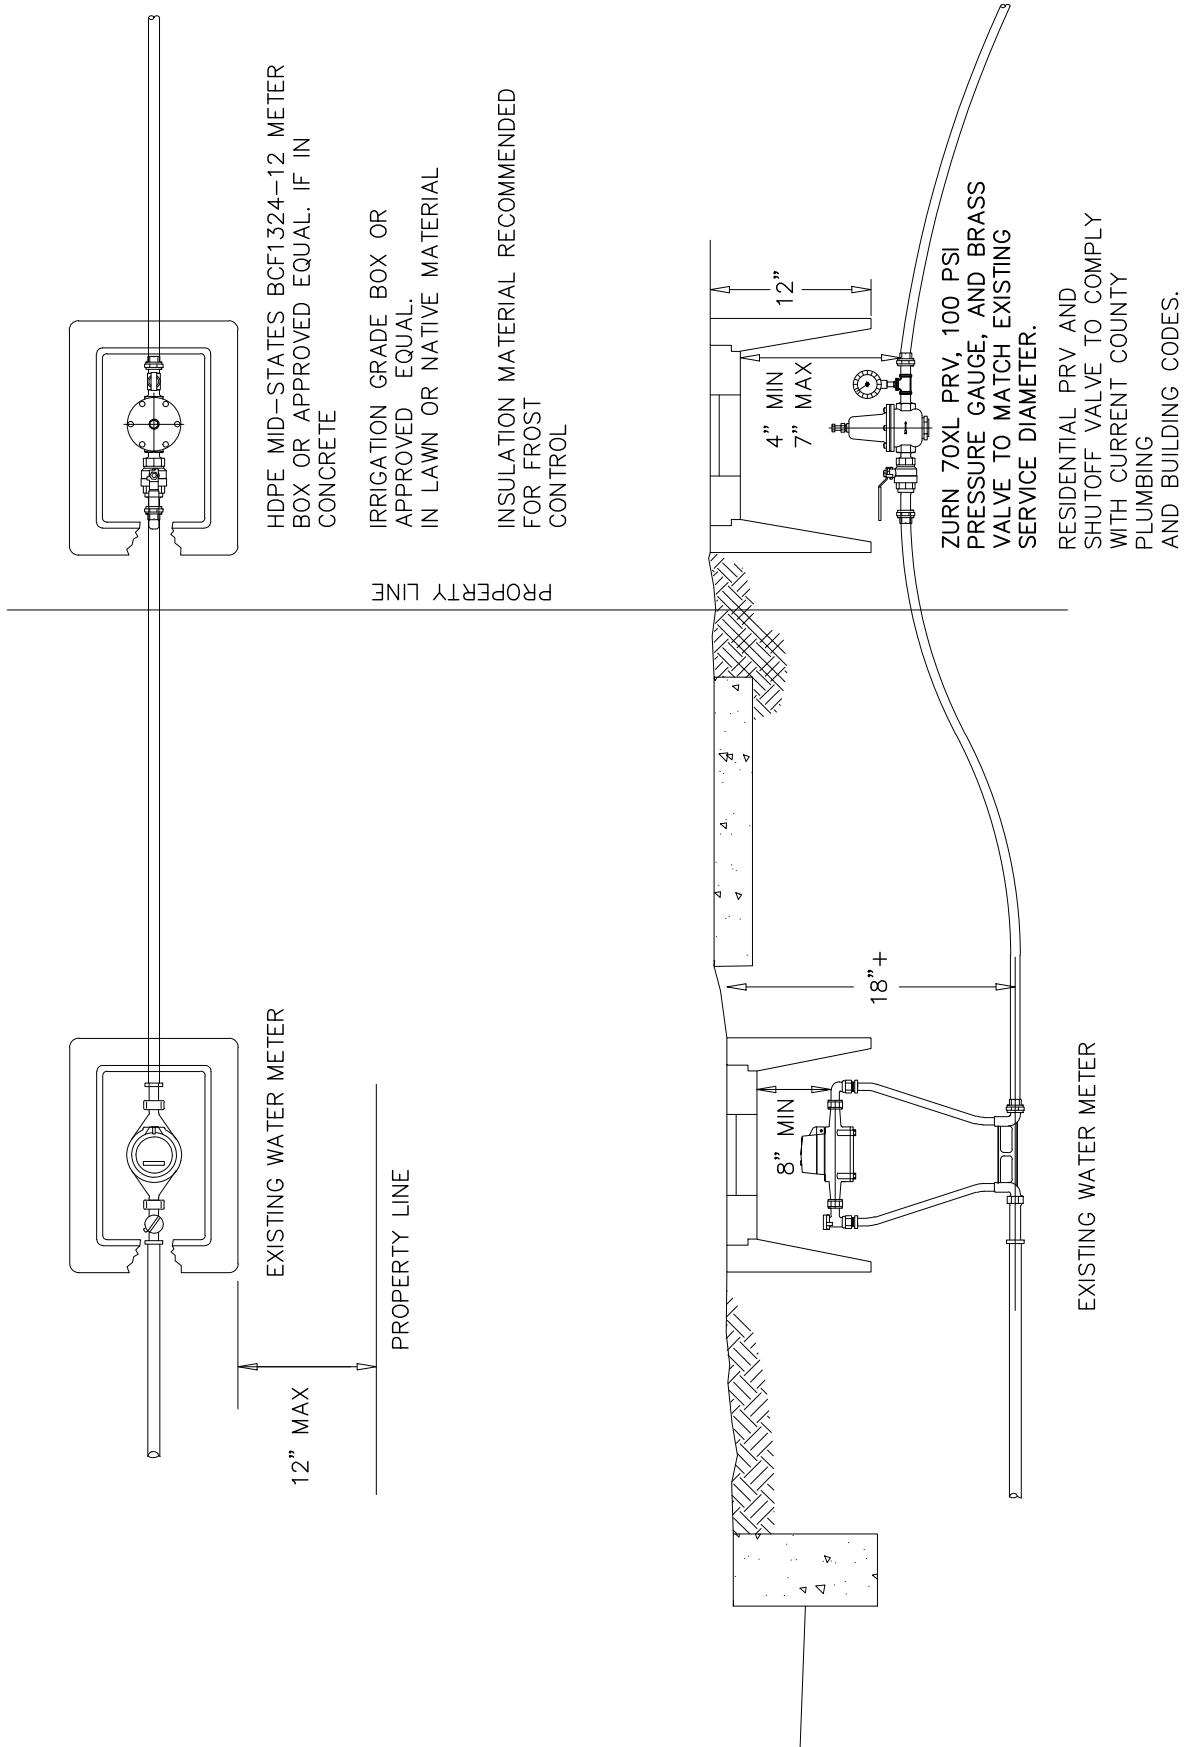 EXISTING WATER METER
12" MAX
PROPERTY LINE
PROPERTY LINE
HDPE MID-STATES BCF1324-12 METER
BOX OR APPROVED EQUAL. IF IN
CONCRETE
IRRIGATION GRADE BOX OR
APPROVED EQUAL.
IN LAWN OR NATIVE MATERIAL
INSULATION MATERIAL RECOMMENDED
FOR FROST
CONTROL
8" MIN
18"+
EXISTING WATER METER
4" MIN
7" MAX
12"
ZURN 70XL PRV, 100 PSI
PRESSURE GAUGE, AND BRASS
VALVE TO MATCH EXISTING
SERVICE DIAMETER.
RESIDENTIAL PRV AND
SHUTOFF VALVE TO COMPLY
WITH CURRENT COUNTY
PLUMBING
AND BUILDING CODES.